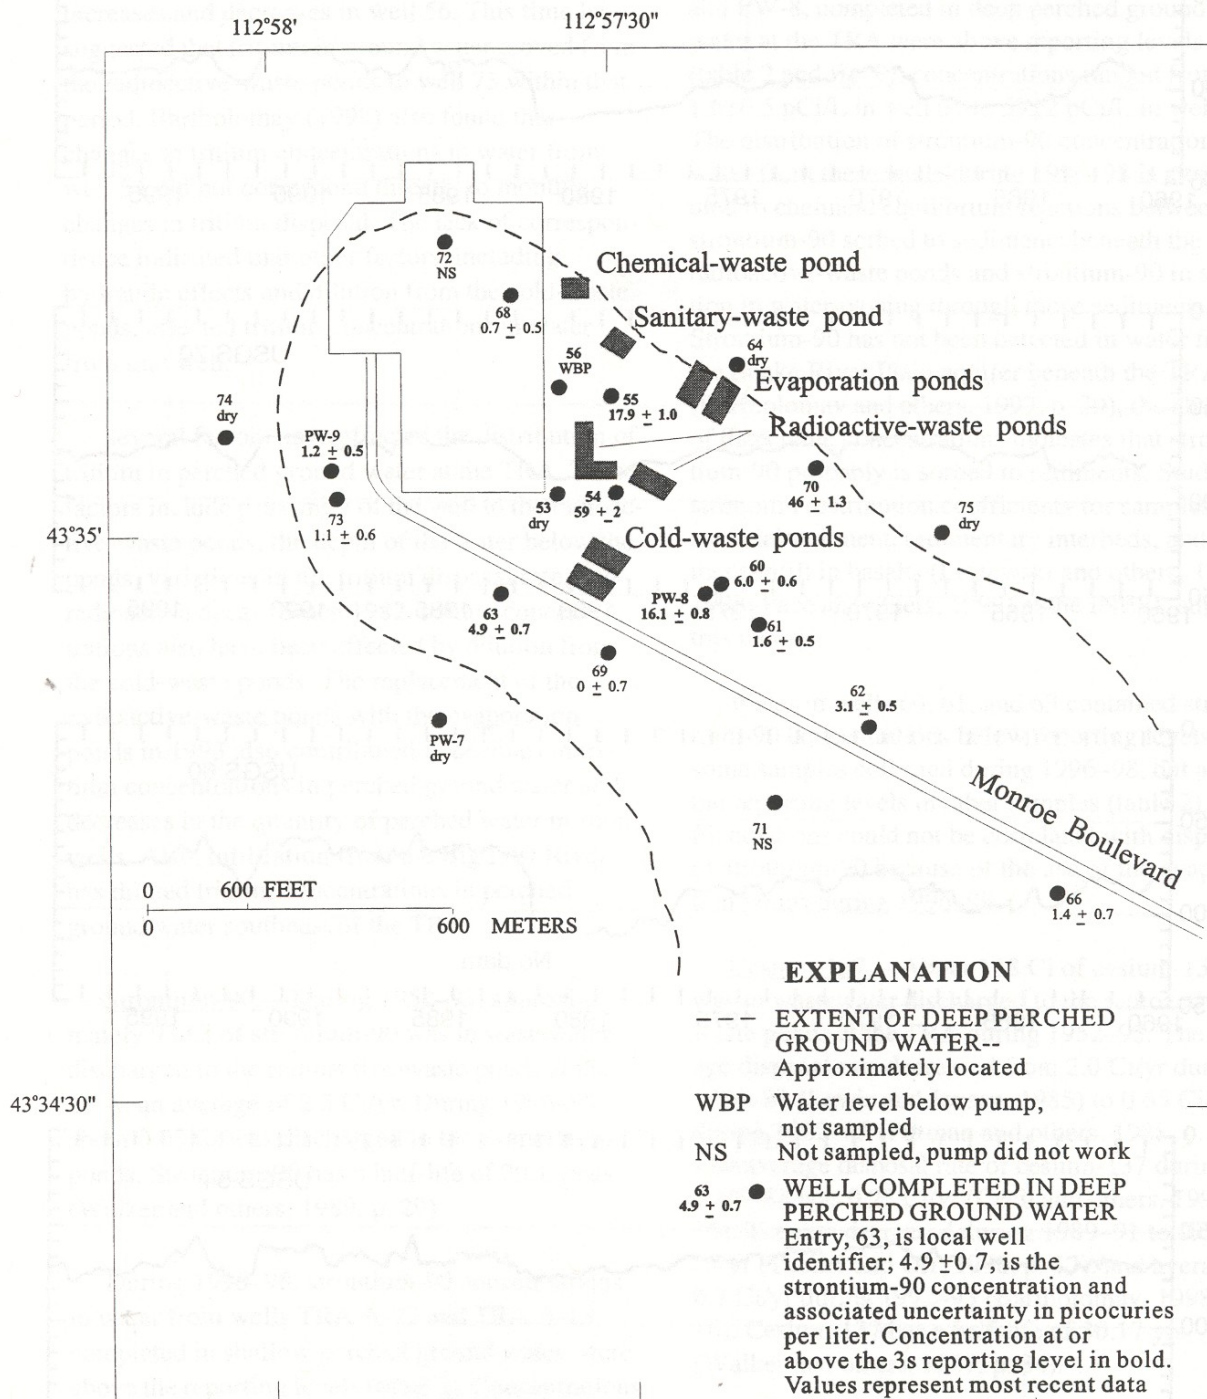 112°58'
112°57'30"
72
NS
Chemical-waste pond
68
0.7 ± 0.5
Sanitary-waste pond
64
dry
56
WBP
Evaporation ponds
55
17.9 ± 1.0
74
dry
Radioactive-waste ponds
PW-9
1.2 ± 0.5
70
46 ± 1.3
54
59 ± 2
53
dry
73
1.1 ± 0.6
75
dry
43°35'
Cold-waste ponds
60
6.0 ± 0.6
PW-8
16.1 ± 0.8
63
4.9 ± 0.7
61
1.6 ± 0.5
69
0 ± 0.7
62
3.1 ± 0.5
PW-7
dry
Monroe Boulevard
71
NS
0 600 FEET
0 600 METERS
66
1.4 ± 0.7
EXPLANATION
EXTENT OF DEEP PERCHED
GROUND WATER--
Approximately located
43°34'30"
WBP Water level below pump,
not sampled
NS Not sampled, pump did not work
63
4.9 ± 0.7
WELL COMPLETED IN DEEP
PERCHED GROUND WATER
Entry, 63, is local well
identifier; 4.9 ±0.7, is the
strontium-90 concentration and
associated uncertainty in picocuries
per liter. Concentration at or
above the 3s reporting level in bold.
Values represent most recent data